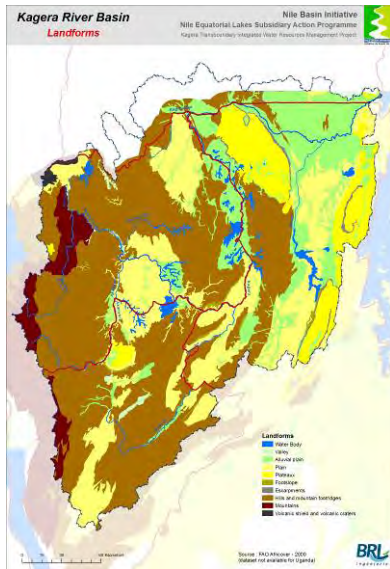 Kagera River Basin
Landforms
Nile Basin Initiative
Nile Equatorial Lakes Subsidiary Action Programme
Kagera Transboundary Integrated Water Resources Management Project
Landforms
Water Body
Valley
Alluvial plain
Plain
Plateaux
Footslope
Escarpments
Hills and mountain footridges
Mountains
Volcanic shield and volcanic craters
Source : FAO Africover - 2000
(dataset not available for Uganda)
BRL
ingénierie